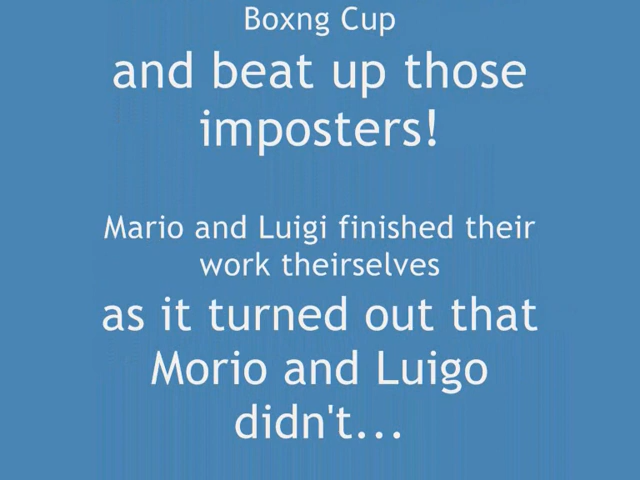 Boxng Cup
and beat up those
imposters!
Mario and Luigi finished their
work theirselves
as it turned out that
Morio and Luigo
didn't...